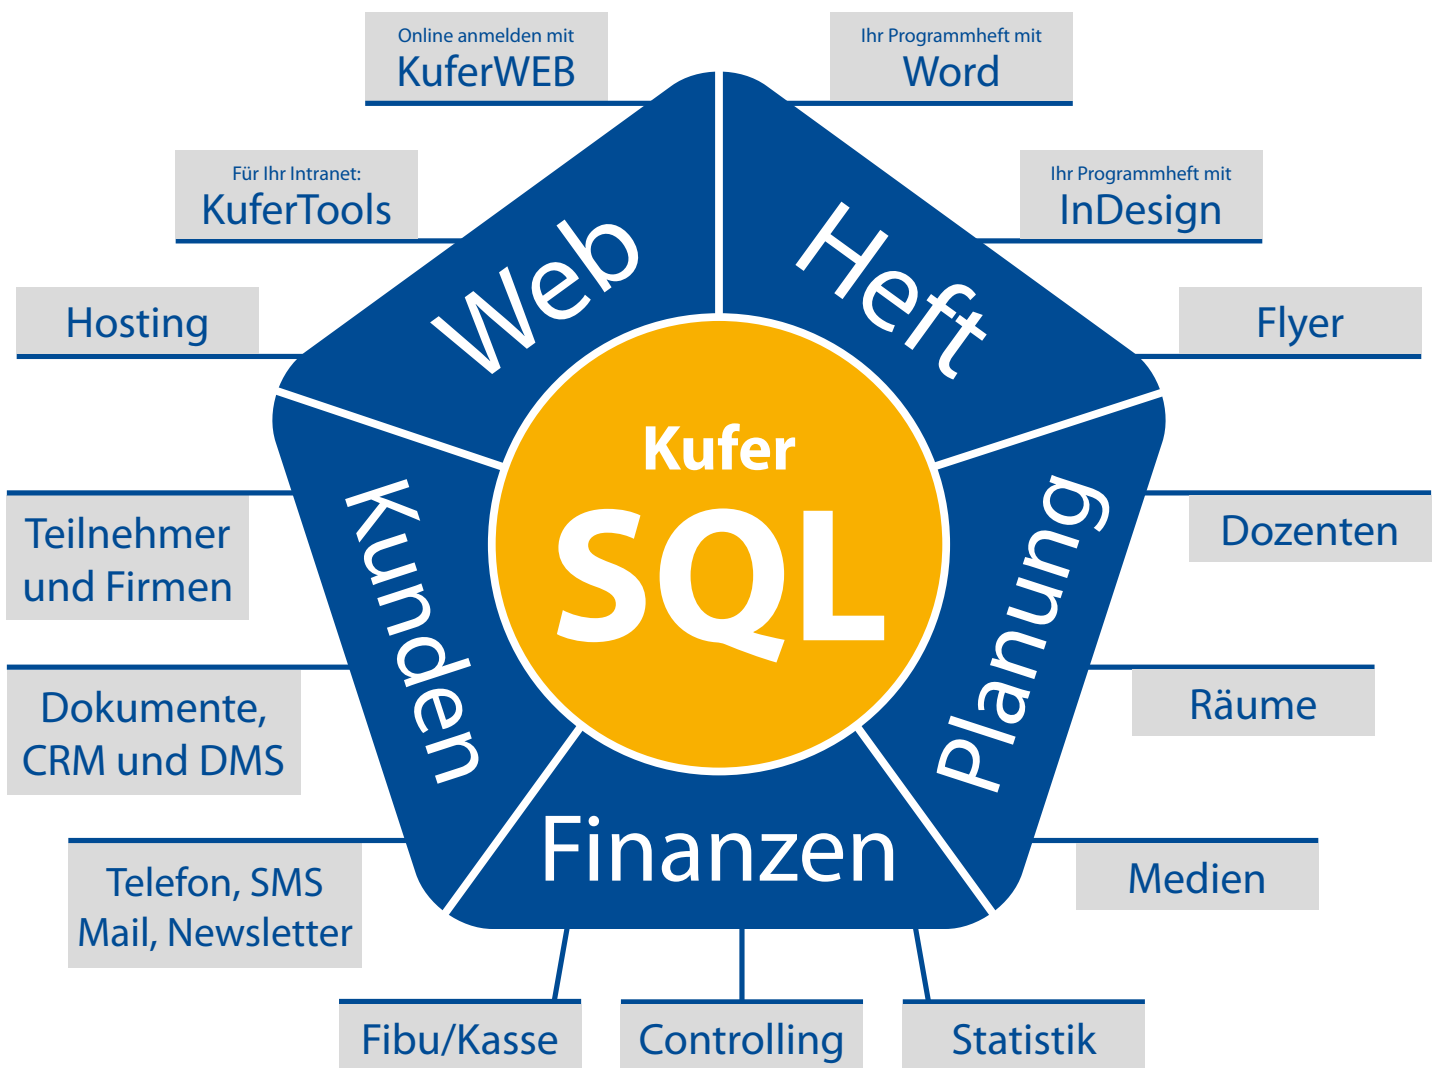 Online anmelden mit
KuferWEB
Ihr Programmheft mit
Word
Für Ihr Intranet:
KuferTools
Ihr Programmheft mit
InDesign
Hosting
Flyer
Web
Heft
Kufer
SQL
Kunden
Planung
Finanzen
Teilnehmer
und Firmen
Dozenten
Dokumente,
CRM und DMS
Räume
Telefon, SMS
Mail, Newsletter
Medien
Fibu/Kasse
Controlling
Statistik